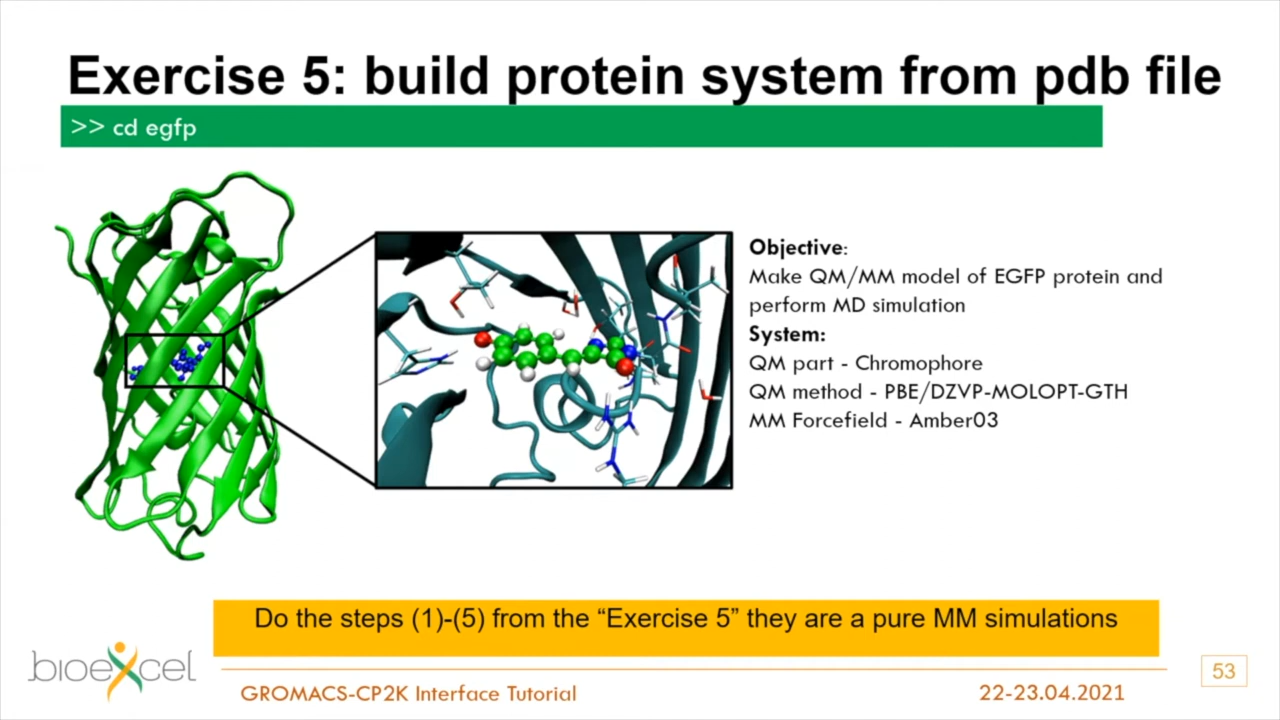 Exercise 5: build protein system from pdb file
>> cd egfp
Objective:
Make QM/MM model of EGFP protein and
perform MD simulation
System:
QM part - Chromophore
QM method - PBE/DZVP-MOLOPT-GTH
MM Forcefield - Amber03
Do the steps (1)-(5) from the “Exercise 5” they are a pure MM simulations
bioexcel
GROMACS-CP2K Interface Tutorial
22-23.04.2021
53